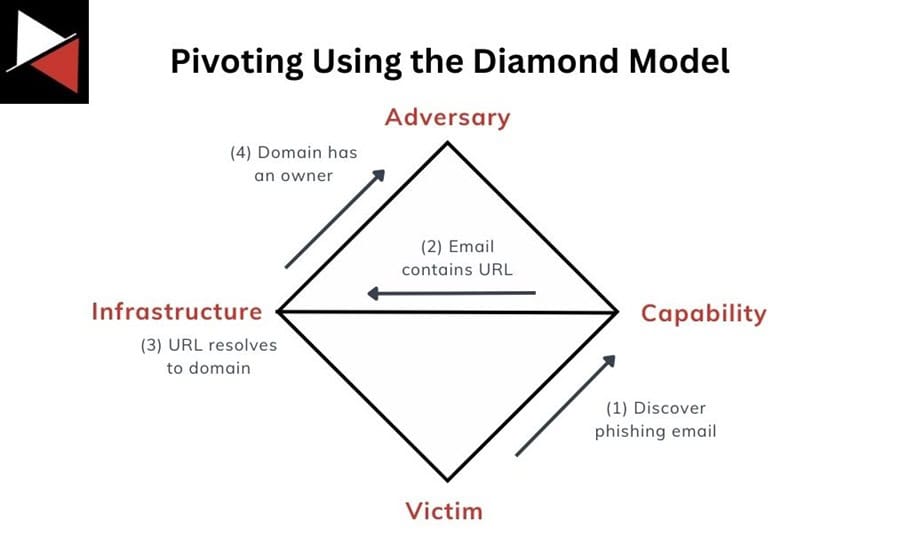 Pivoting Using the Diamond Model
Adversary
(4) Domain has
an owner
(2) Email
contains URL
Infrastructure
Capability
(3) URL resolves
to domain
(1) Discover
phishing email
Victim